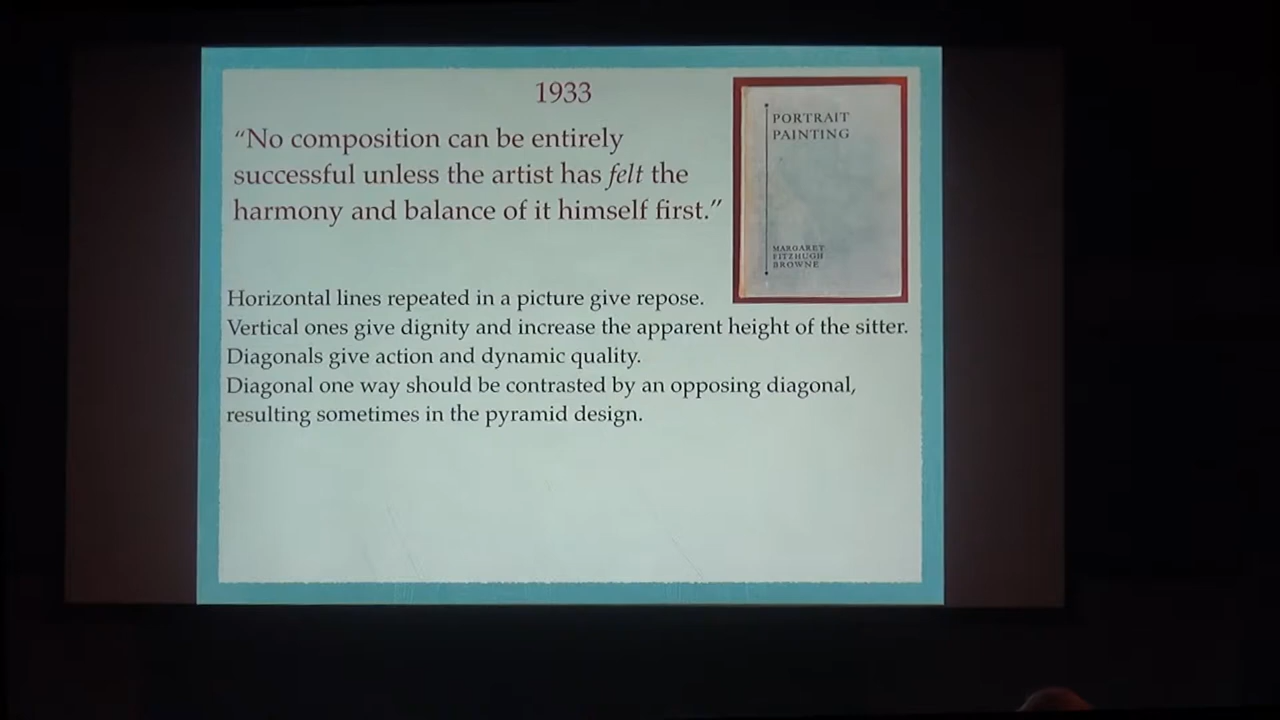 1933
“No composition can be entirely
successful unless the artist has felt the
harmony and balance of it himself first.”
PORTRAIT
PAINTING
MARGARET
FITZHUGH
BROWNE
Horizontal lines repeated in a picture give repose.
Vertical ones give dignity and increase the apparent height of the sitter.
Diagonals give action and dynamic quality.
Diagonal one way should be contrasted by an opposing diagonal,
resulting sometimes in the pyramid design.